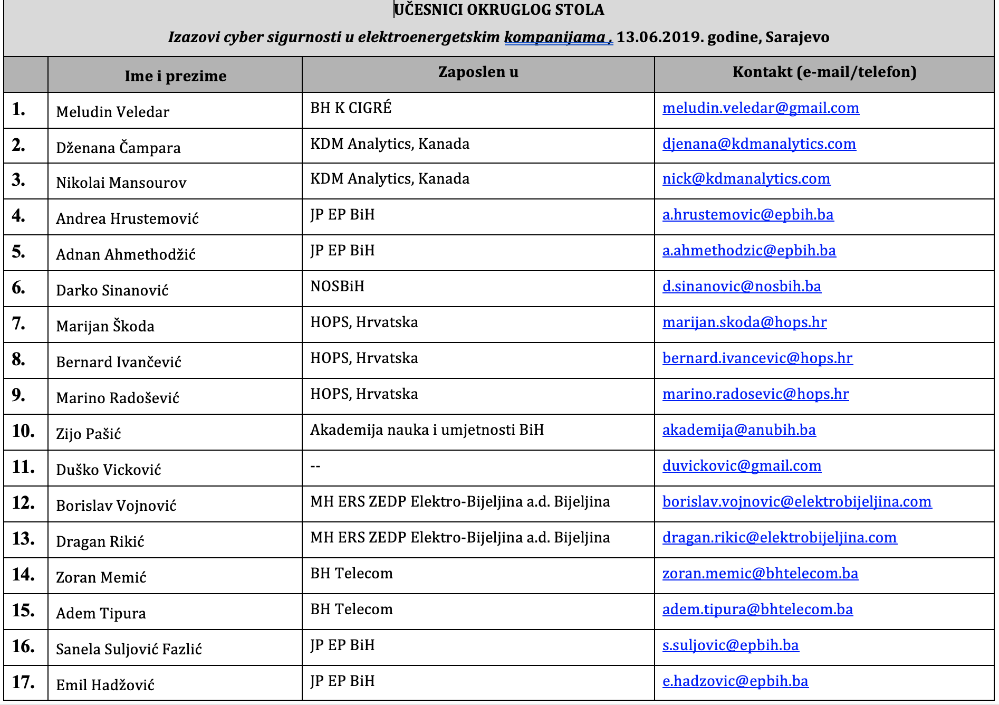 UČESNICI OKRUGLOG STOLA
Izazovi cyber sigurnosti u elektroenergetskim kompanijama , 13.06.2019. godine, Sarajevo
Ime i prezime Zaposlen u Kontakt (e-mail/telefon)
1. Meludin Veledar BH K CIGRÉ meludin.veledar@gmail.com
2. Dženana Čampara KDM Analytics, Kanada djenana@kdmanalytics.com
3. Nikolai Mansourov KDM Analytics, Kanada nick@kdmanalytics.com
4. Andrea Hrustemović JP EP BiH a.hrustemovic@epbih.ba
5. Adnan Ahmethodžić JP EP BiH a.ahmethodzic@epbih.ba
6. Darko Sinanović NOSBiH d.sinanovic@nosbih.ba
7. Marijan Škoda HOPS, Hrvatska marijan.skoda@hops.hr
8. Bernard Ivančević HOPS, Hrvatska bernard.ivancevic@hops.hr
9. Marino Radošević HOPS, Hrvatska marino.radosevic@hops.hr
10. Zijo Pašić Akademija nauka i umjetnosti BiH akademija@anubih.ba
11. Duško Vicković -- duvickovic@gmail.com
12. Borislav Vojnović MH ERS ZEDP Elektro-Bijeljina a.d. Bijeljina borislav.vojnovic@elektrobijeljina.com
13. Dragan Rikić MH ERS ZEDP Elektro-Bijeljina a.d. Bijeljina dragan.rikic@elektrobijeljina.com
14. Zoran Memić BH Telecom zoran.memic@bhtelecom.ba
15. Adem Tipura BH Telecom adem.tipura@bhtelecom.ba
16. Sanela Suljović Fazlić JP EP BiH s.suljovic@epbih.ba
17. Emil Hadžović JP EP BiH e.hadzovic@epbih.ba